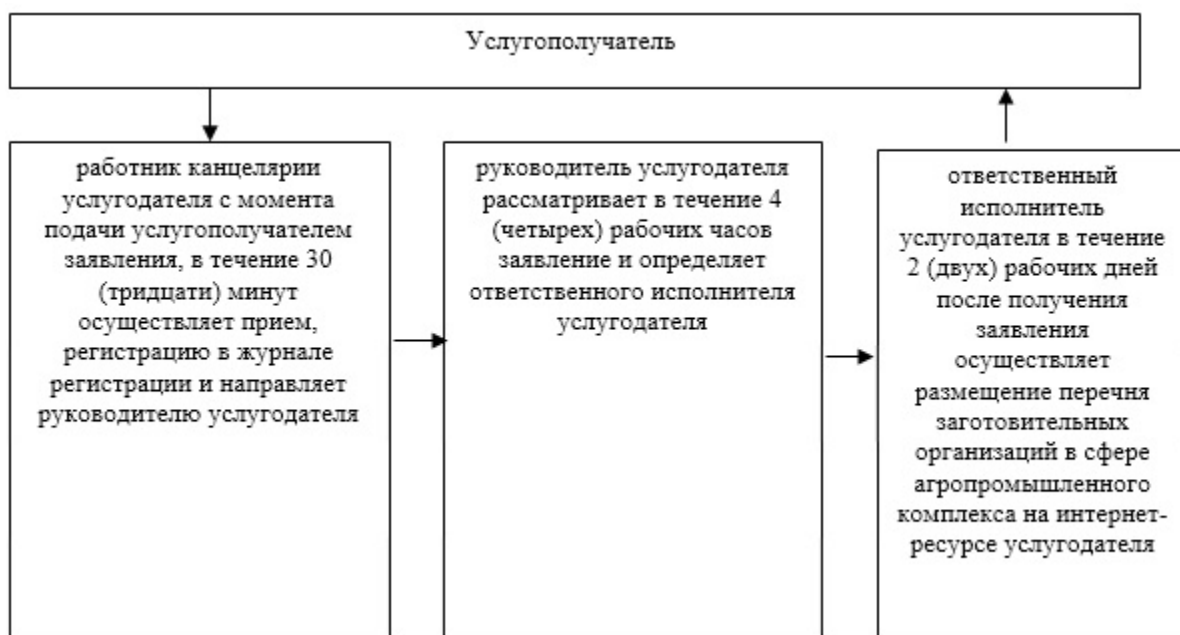 Услугополучатель
работник канцелярии
услугодателя с момента
подачи услугополучателем
заявления, в течение 30
(тридцати) минут
осуществляет прием,
регистрацию в журнале
регистрации и направляет
руководителю услугодателя
руководитель услугодателя
рассматривает в течение 4
(четырех) рабочих часов
заявление и определяет
ответственного исполнителя
услугодателя
ответственный
исполнитель
услугодателя в течение
2 (двух) рабочих дней
после получения
заявления
осуществляет
размещение перечня
заготовительных
организаций в сфере
агропромышленного
комплекса на интернет-
ресурсе услугодателя